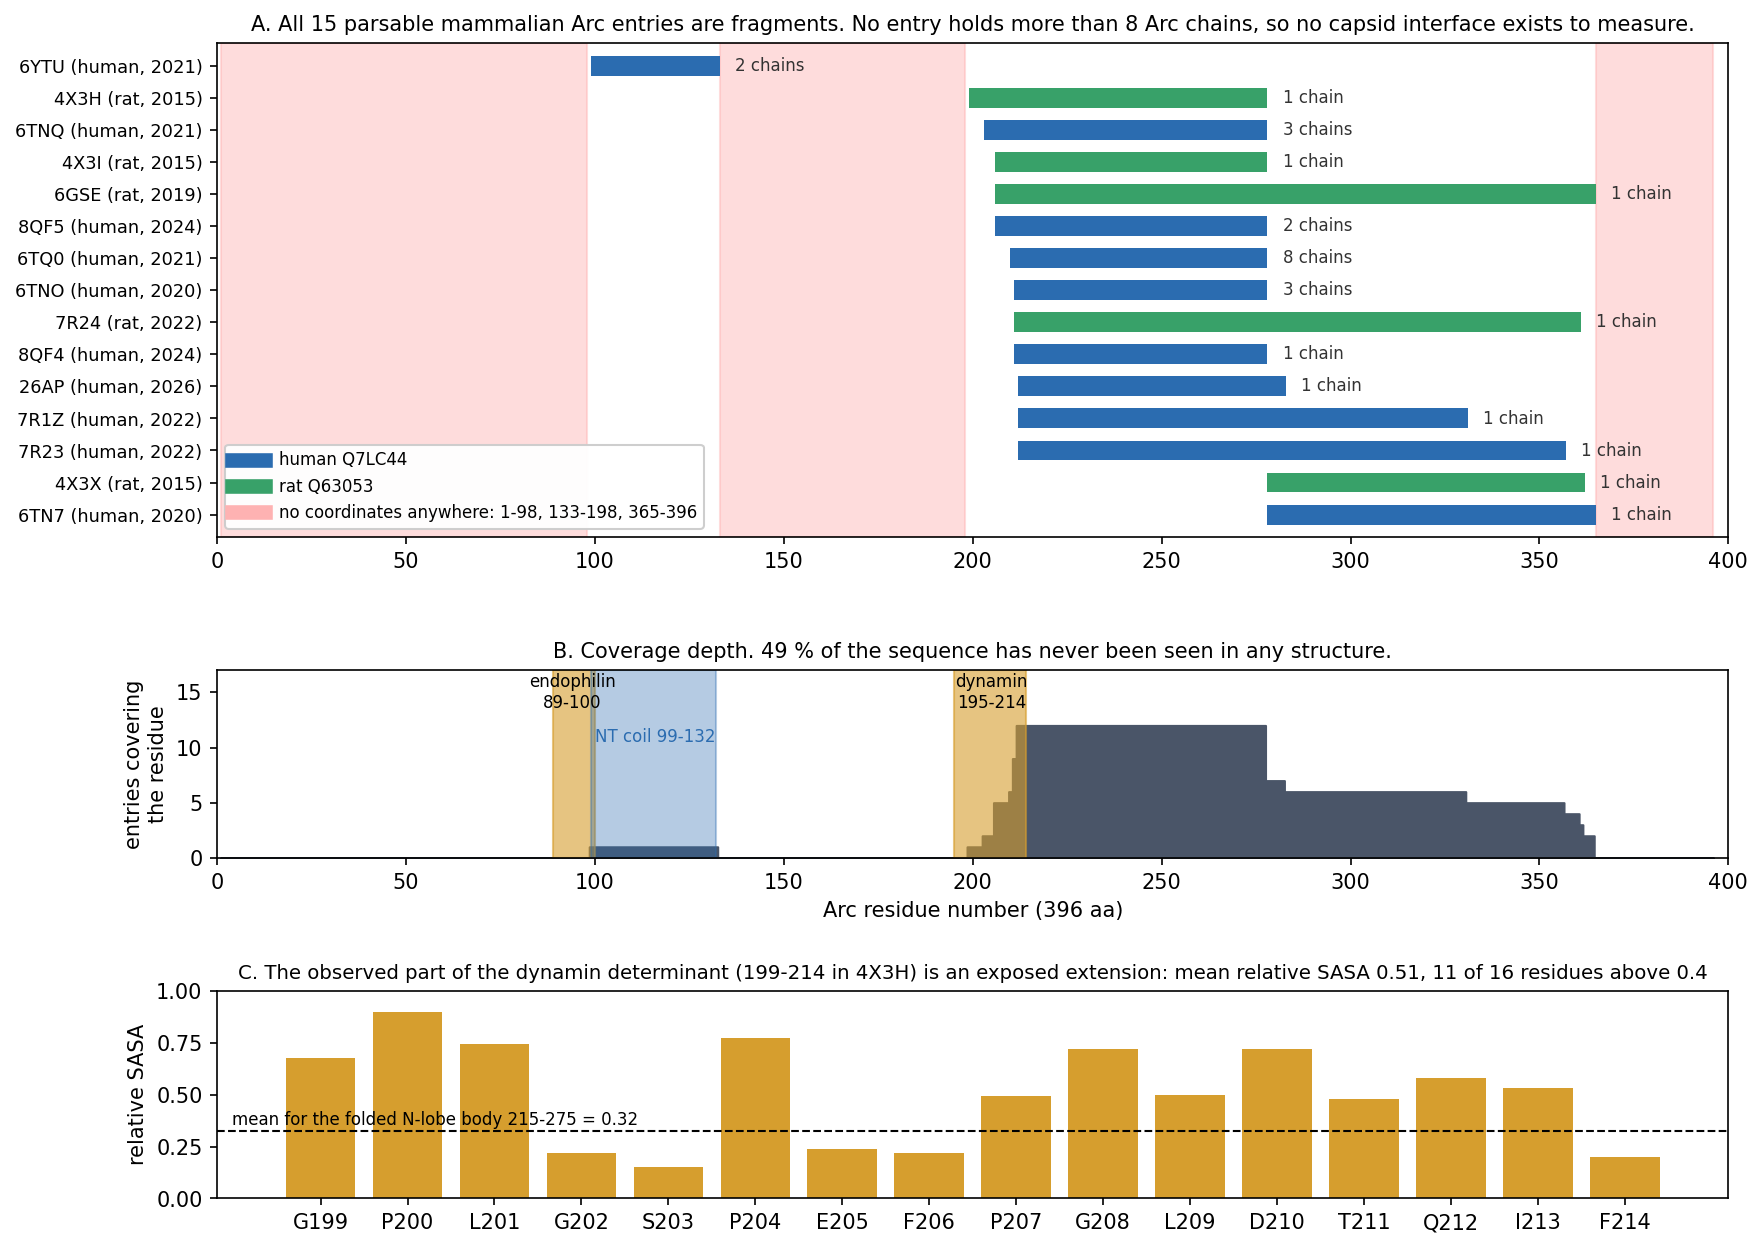 A. All 15 parsable mammalian Arc entries are fragments. No entry holds more than 8 Arc chains, so no capsid interface exists to measure.
6YTU (human, 2021)
2 chains
4X3H (rat, 2015)
1 chain
6TNQ (human, 2021)
3 chains
4X3I (rat, 2015)
1 chain
6GSE (rat, 2019)
1 chain
8QF5 (human, 2024)
2 chains
6TQ0 (human, 2021)
8 chains
6TNO (human, 2020)
3 chains
7R24 (rat, 2022)
1 chain
8QF4 (human, 2024)
1 chain
26AP (human, 2026)
1 chain
7R1Z (human, 2022)
1 chain
7R23 (human, 2022)
1 chain
4X3X (rat, 2015)
1 chain
6TN7 (human, 2020)
1 chain
human Q7LC44
rat Q63053
no coordinates anywhere: 1-98, 133-198, 365-396
0 50 100 150 200 250 300 350 400
B. Coverage depth. 49 % of the sequence has never been seen in any structure.
entries covering
the residue
15
10
5
0
endophilin
89-100
NT coil 99-132
dynamin
195-214
0 50 100 150 200 250 300 350 400
Arc residue number (396 aa)
C. The observed part of the dynamin determinant (199-214 in 4X3H) is an exposed extension: mean relative SASA 0.51, 11 of 16 residues above 0.4
relative SASA
1.00
0.75
0.50
0.25
0.00
mean for the folded N-lobe body 215-275 = 0.32
G199 P200 L201 G202 S203 P204 E205 F206 P207 G208 L209 D210 T211 Q212 I213 F214